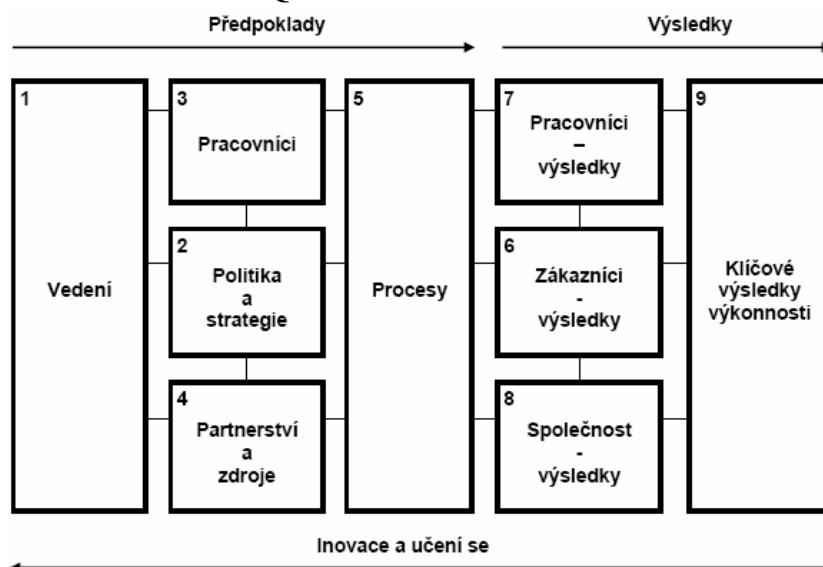 Předpoklady
Výsledky
1
Vedení
3
Pracovníci
2
Politika
a
strategie
4
Partnerství
a
zdroje
5
Procesy
7
Pracovníci
–
výsledky
6
Zákazníci
-
výsledky
8
Společnost
-
výsledky
9
Klíčové
výsledky
výkonnosti
Inovace a učení se